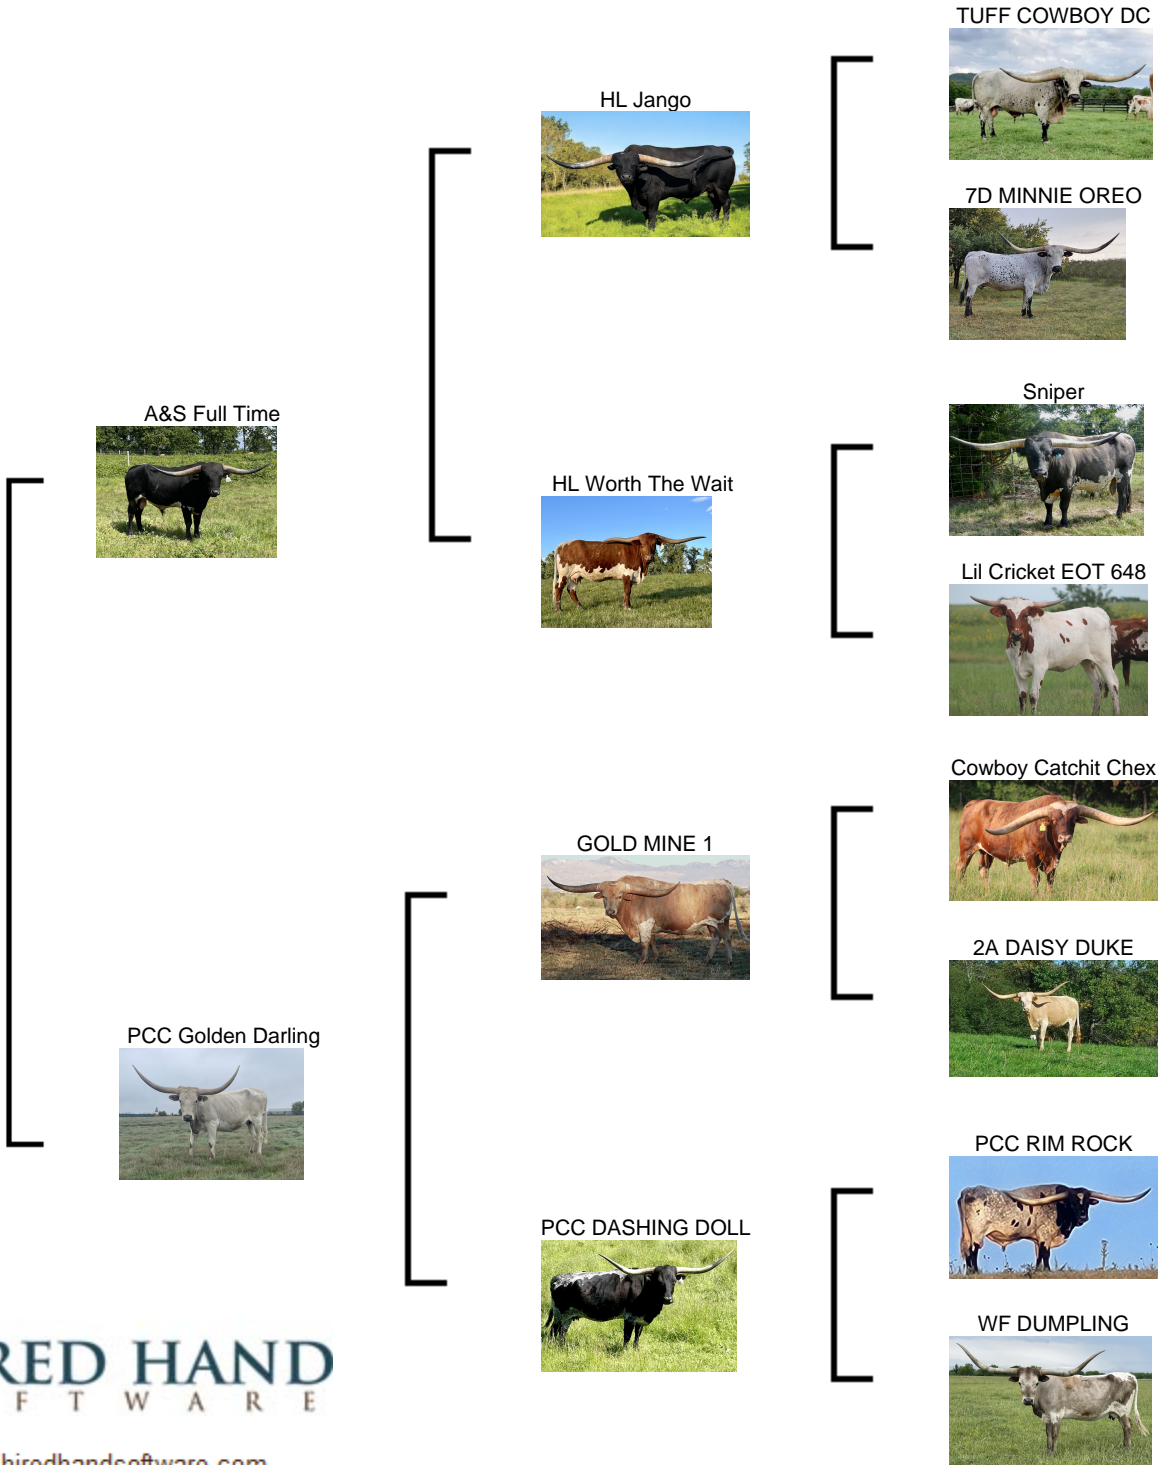 TUFF COWBOY DC
HL Jango
7D MINNIE OREO
Sniper
A&S Full Time
HL Worth The Wait
Lil Cricket EOT 648
Cowboy Catchit Chex
GOLD MINE 1
2A DAISY DUKE
PCC Golden Darling
PCC RIM ROCK
PCC DASHING DOLL
WF DUMPLING
RED HAND
F T W A R E
hiredhandsoftware.com